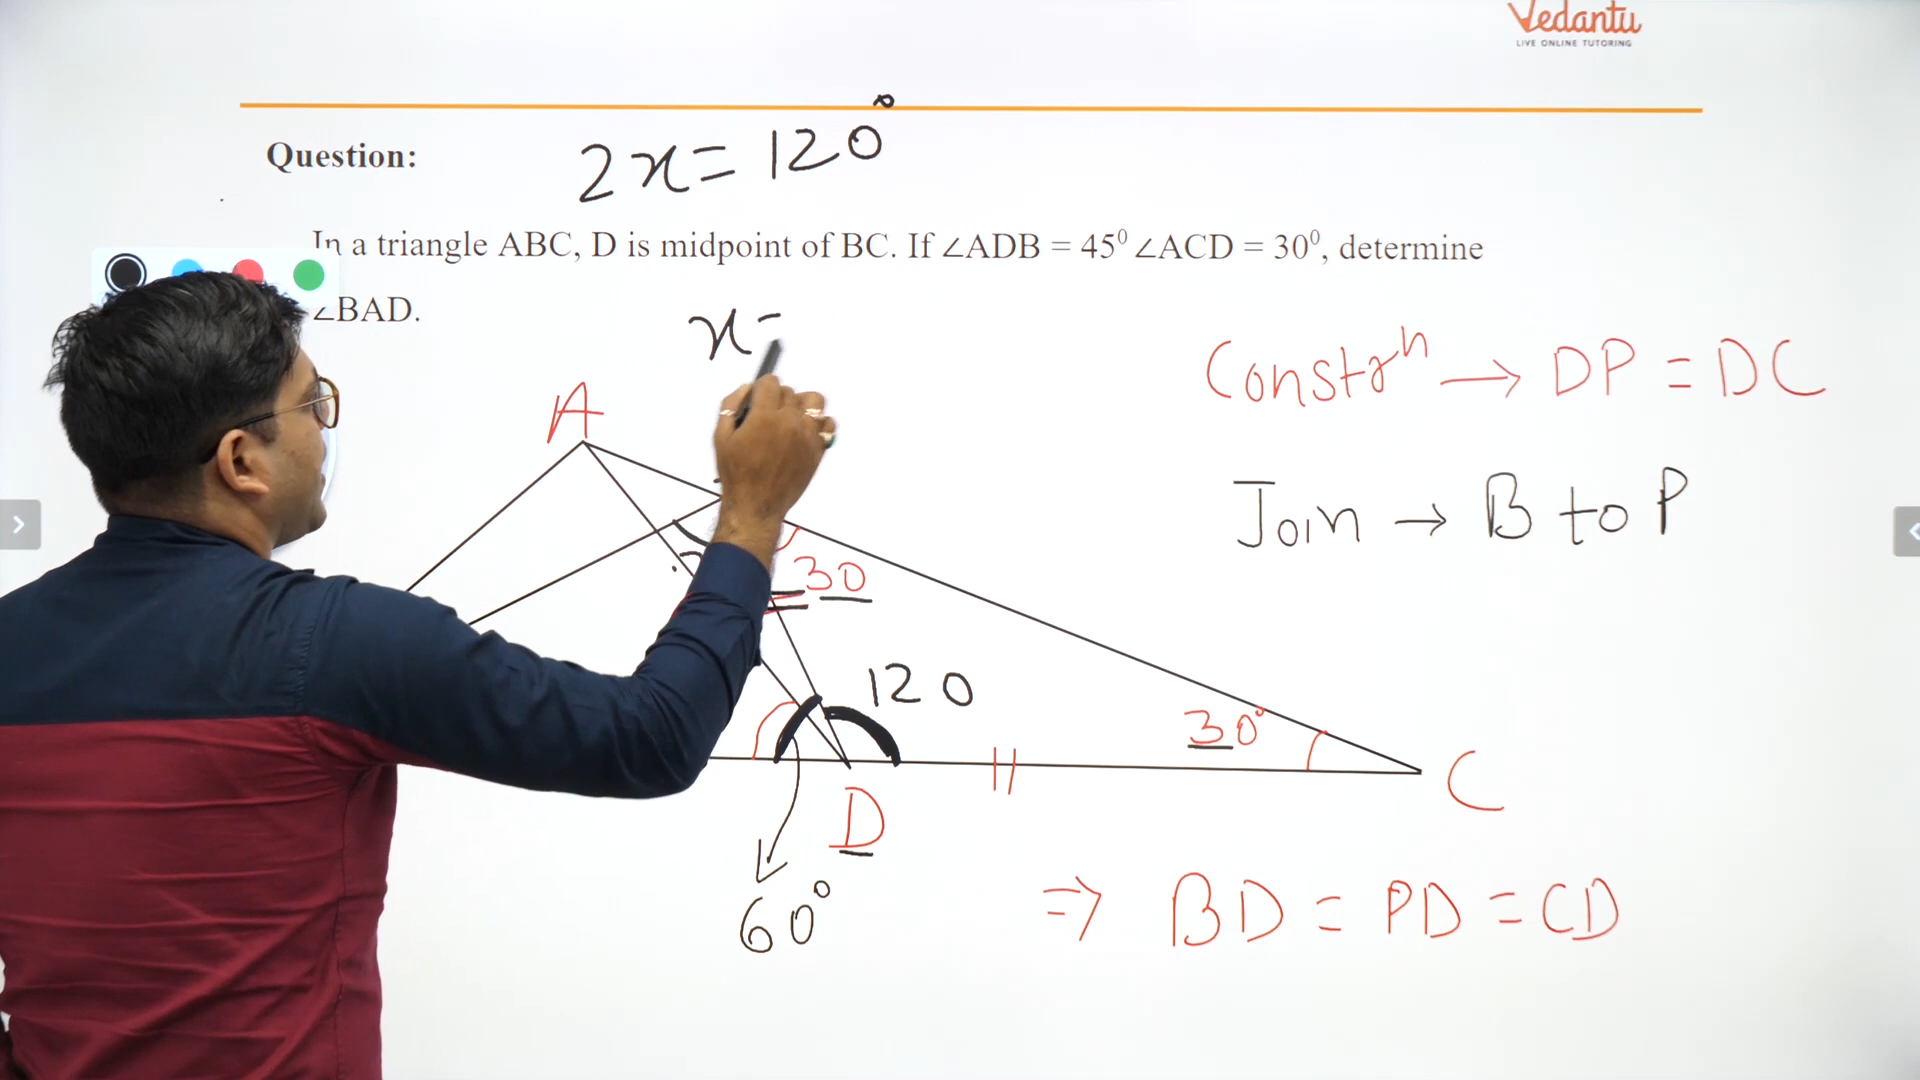 Vedantu
LIVE ONLINE TUTORING
Question:
2x = 120°
In a triangle ABC, D is midpoint of BC. If ∠ADB = 45⁰ ∠ACD = 30⁰, determine
∠BAD.
x =
Constrⁿ → DP = DC
A
Join → B to P
30
120
30°
C
D
60°
⇒ BD = PD = CD